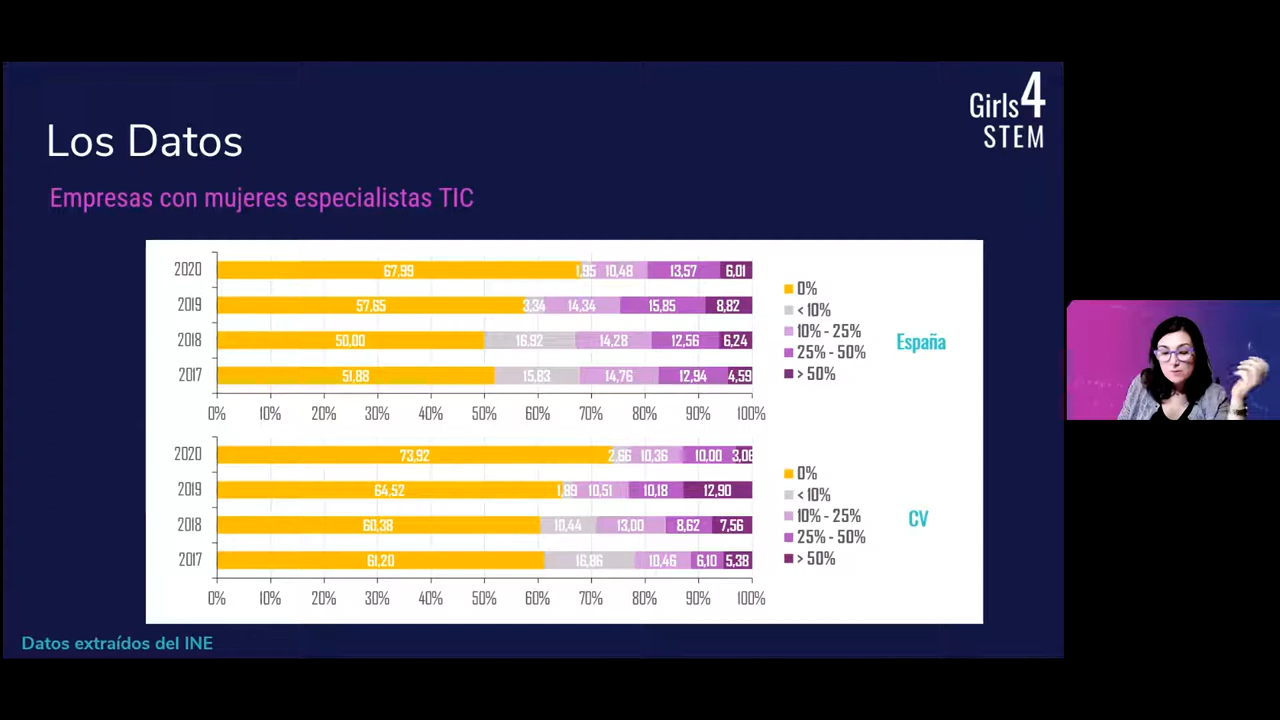 Girls4
STEM
Los Datos
Empresas con mujeres especialistas TIC
2020 67,99 1,95 10,48 13,57 6,01
2019 57,65 3,34 14,34 15,85 8,82
2018 50,00 16,92 14,28 12,56 6,24
2017 51,88 15,83 14,76 12,94 4,59
0% 10% 20% 30% 40% 50% 60% 70% 80% 90% 100%
0%
< 10%
10% - 25%
25% - 50%
> 50%
España
2020 73,92 2,66 10,36 10,00 3,06
2019 64,52 1,89 10,51 10,18 12,90
2018 60,38 10,44 13,00 8,62 7,56
2017 61,20 16,86 10,46 6,10 5,38
0% 10% 20% 30% 40% 50% 60% 70% 80% 90% 100%
0%
< 10%
10% - 25%
25% - 50%
> 50%
CV
Datos extraídos del INE